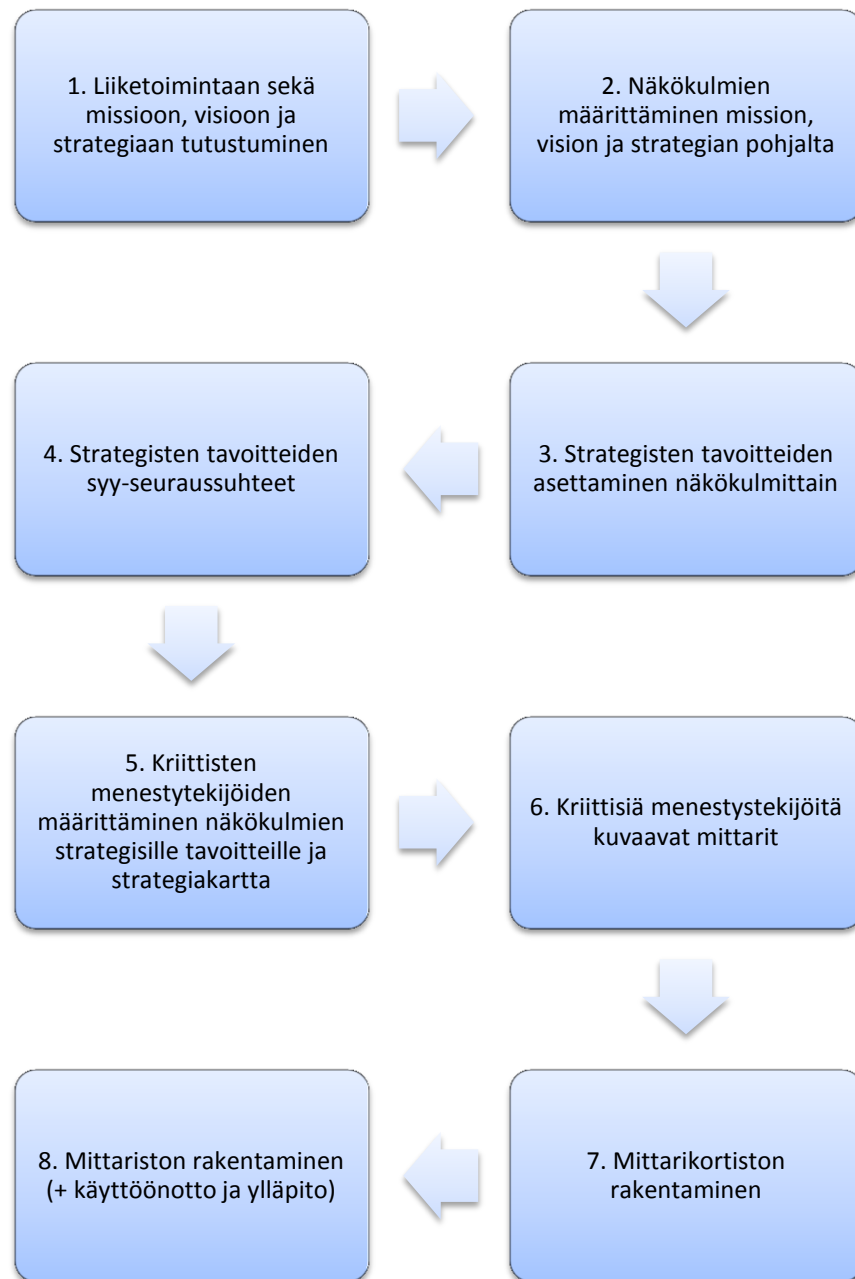 1. Liiketoimintaan sekä
missioon, visioon ja
strategiaan tutustuminen
2. Näkökulmien
määrittäminen mission,
vision ja strategian pohjalta
3. Strategisten tavoitteiden
asettaminen näkökulmittain
4. Strategisten tavoitteiden
syy-seuraussuhteet
5. Kriittisten
menestytekijöiden
määrittäminen näkökulmien
strategisille tavoitteille ja
strategiakartta
6. Kriittisiä menestystekijöitä
kuvaavat mittarit
7. Mittarikortiston
rakentaminen
8. Mittariston rakentaminen
(+ käyttöönotto ja ylläpito)